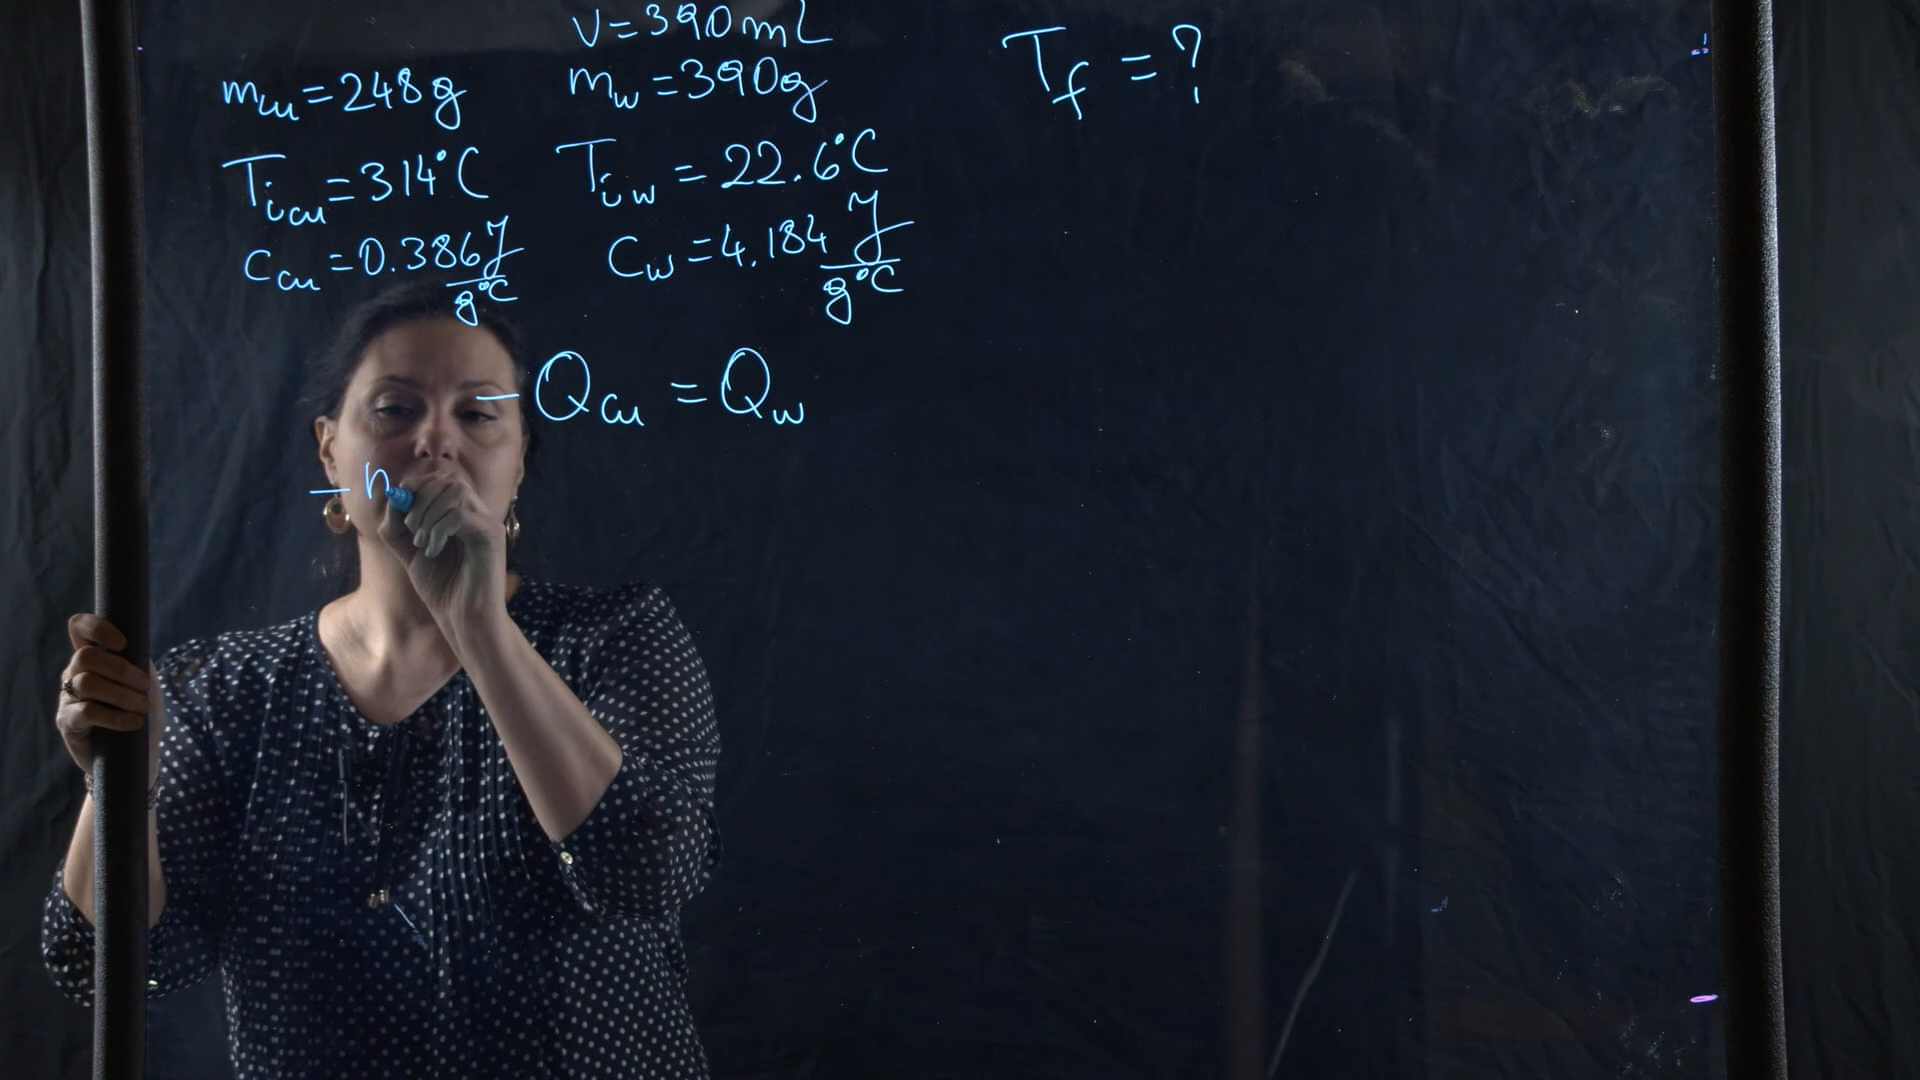 V=390mL
m_w=390g
m_cu=248g
T_f=?
T_icu=314°C
T_iw=22.6°C
c_cu=0.386 J/g°C
C_w=4.184 J/g°C
-Q_cu=Q_w
-m